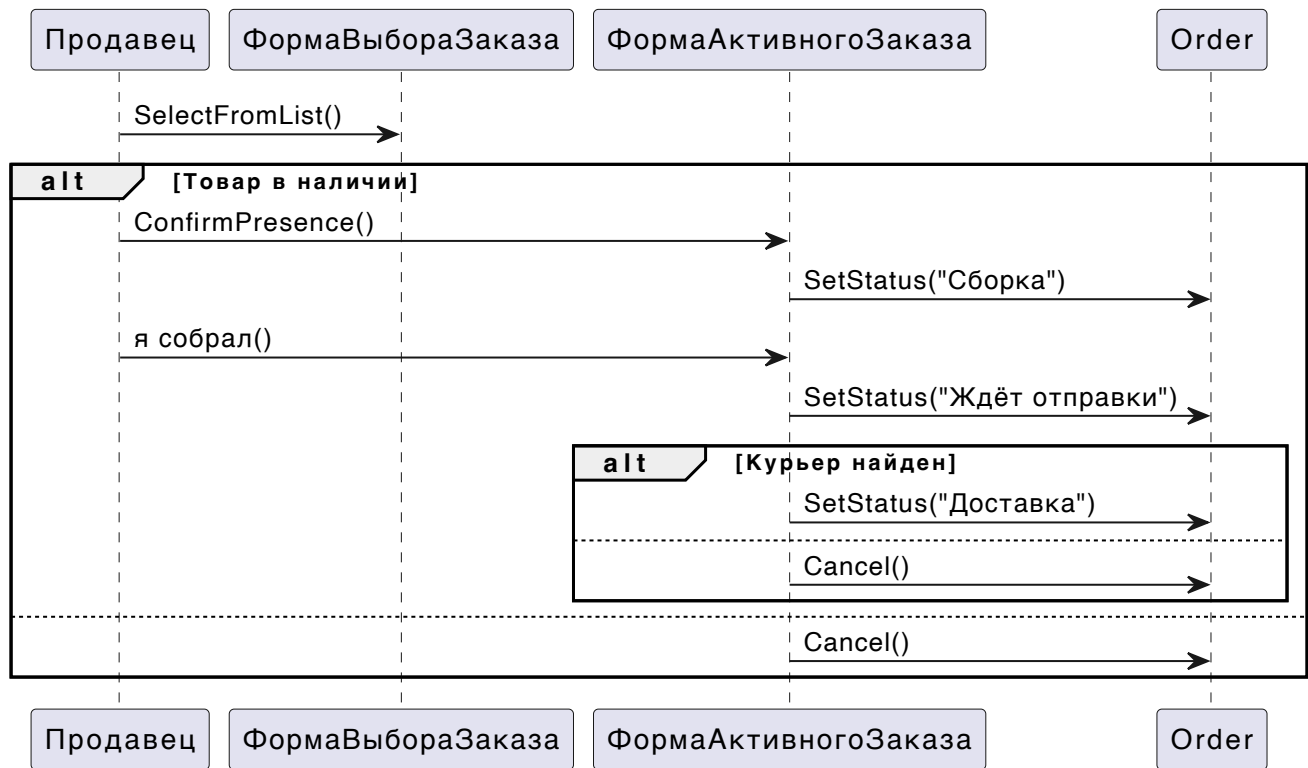 Продавец ФормаВыбораЗаказа ФормаАктивногоЗаказа Order
SelectFromList()
alt [Товар в наличии]
ConfirmPresence()
SetStatus("Сборка")
я собрал()
SetStatus("Ждёт отправки")
alt [Курьер найден]
SetStatus("Доставка")
Cancel()
Cancel()
Продавец ФормаВыбораЗаказа ФормаАктивногоЗаказа Order